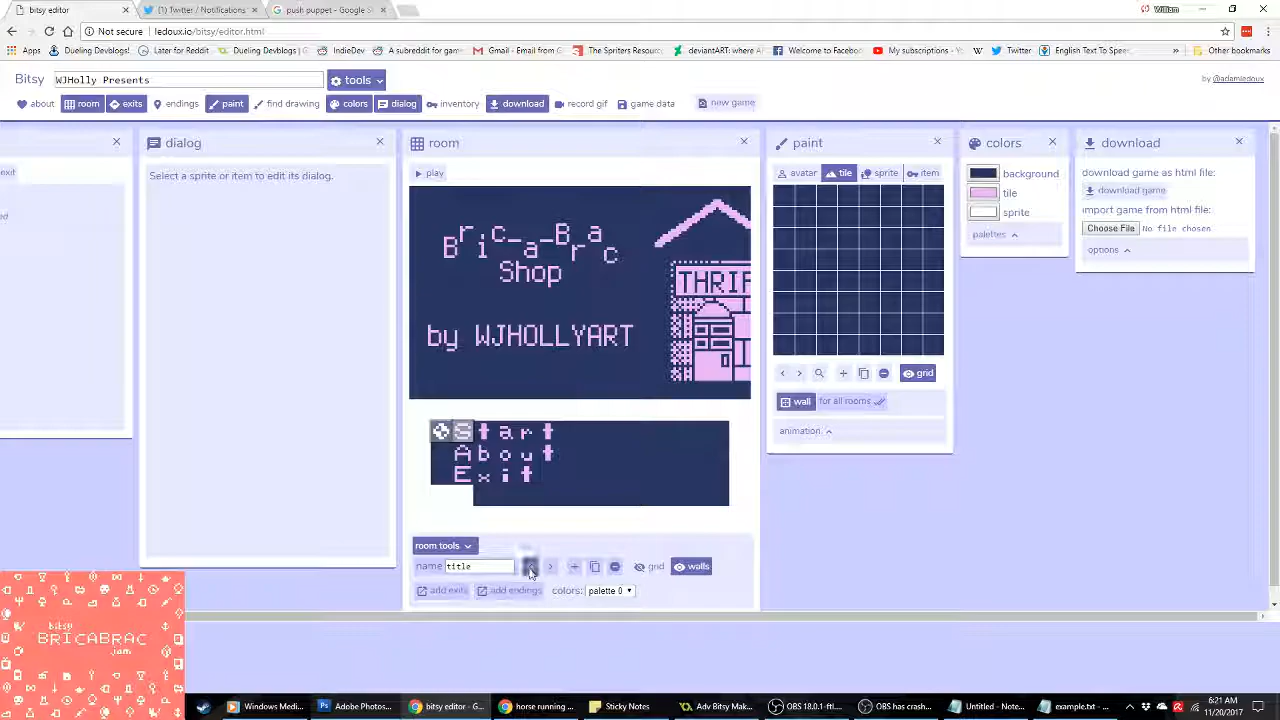 bitsy editor
(1) Twitter / Notifications
push puppet - Google S
William
Not secure
ledoux.io/bitsy/editor.html
Apps
Dueling Devblogs
Later for Reddit
Dueling Devblogs
IndieDev
A subreddit for gam
Gmail - Email from G
The Spriters Resourc
deviantART: where A
Welcome to Facebo
My subscriptions - Y
Twitter
English Text To Spee
Other bookmarks
Bitsy
WJHolly Presents
tools
by @adamledoux
about
room
exits
endings
paint
find drawing
colors
dialog
inventory
download
record gif
game data
new game
dialog
room
paint
colors
download
exit
Select a sprite or item to edit its dialog.
play
avatar
tile
sprite
item
background
tile
sprite
palettes
download game as html file:
download game
import game from html file:
Choose File No file chosen
options
Bric-a-Brac
Shop
THRIF
by WJHOLLYART
grid
wall
for all rooms
animation
Start
About
Exit
room tools
name title
grid
walls
add exits
add endings
colors: palette 0
bitsy
BRICABRAC
jam
Windows Medi...
Adobe Photos...
bitsy editor - G...
horse running ...
Sticky Notes
Adv Bitsy Mak...
OBS 18.0.1 (...
OBS has crash...
Untitled - Note...
example.txt ...
6:21 AM
11/20/2017